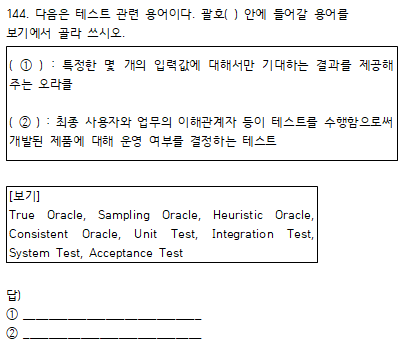 144. 다음은 테스트 관련 용어이다. 괄호( ) 안에 들어갈 용어를
보기에서 골라 쓰시오.
( ① ) : 특정한 몇 개의 입력값에 대해서만 기대하는 결과를 제공해
주는 오라클
( ② ) : 최종 사용자와 업무의 이해관계자 등이 테스트를 수행함으로써
개발된 제품에 대해 운영 여부를 결정하는 테스트
[보기]
True Oracle, Sampling Oracle, Heuristic Oracle,
Consistent Oracle, Unit Test, Integration Test,
System Test, Acceptance Test
답)
① ____________________________
② ____________________________